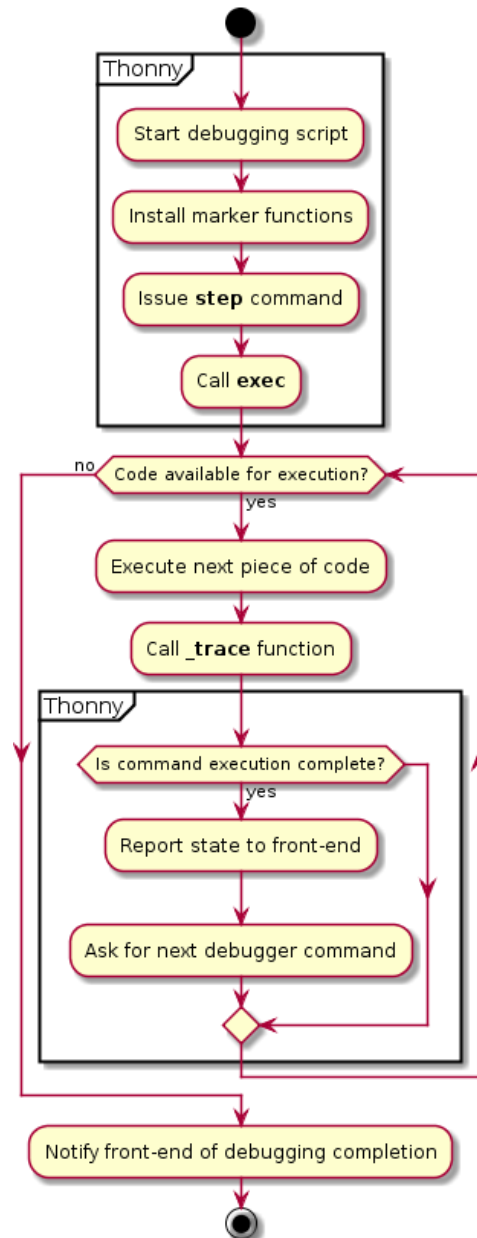 Thonny
Start debugging script
Install marker functions
Issue step command
Call exec
no
Code available for execution?
yes
Execute next piece of code
Call _trace function
Thonny
Is command execution complete?
yes
Report state to front-end
Ask for next debugger command
Notify front-end of debugging completion